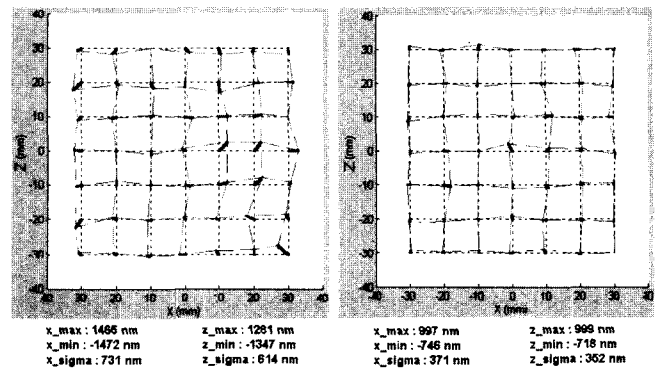 40
30
20
10
0
-10
-20
-30
-40
Z (mm)
-30 -20 -10 0 10 20 30 40
X (mm)
x_max : 1466 nm z_max : 1281 nm
x_min : -1472 nm z_min : -1347 nm
x_sigma : 731 nm z_sigma : 614 nm
40
30
20
10
0
-10
-20
-30
-40
Z (mm)
40 -30 -20 -10 0 10 20 30 40
X (mm)
x_max : 997 nm z_max : 999 nm
x_min : -746 nm z_min : -718 nm
x_sigma : 371 nm z_sigma : 352 nm